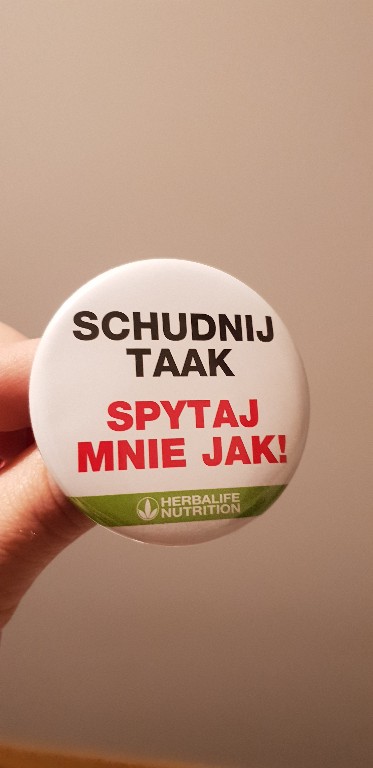 SCHUDNIJ
TAAK
SPYTAJ
MNIE JAK!
HERBALIFE
NUTRITION